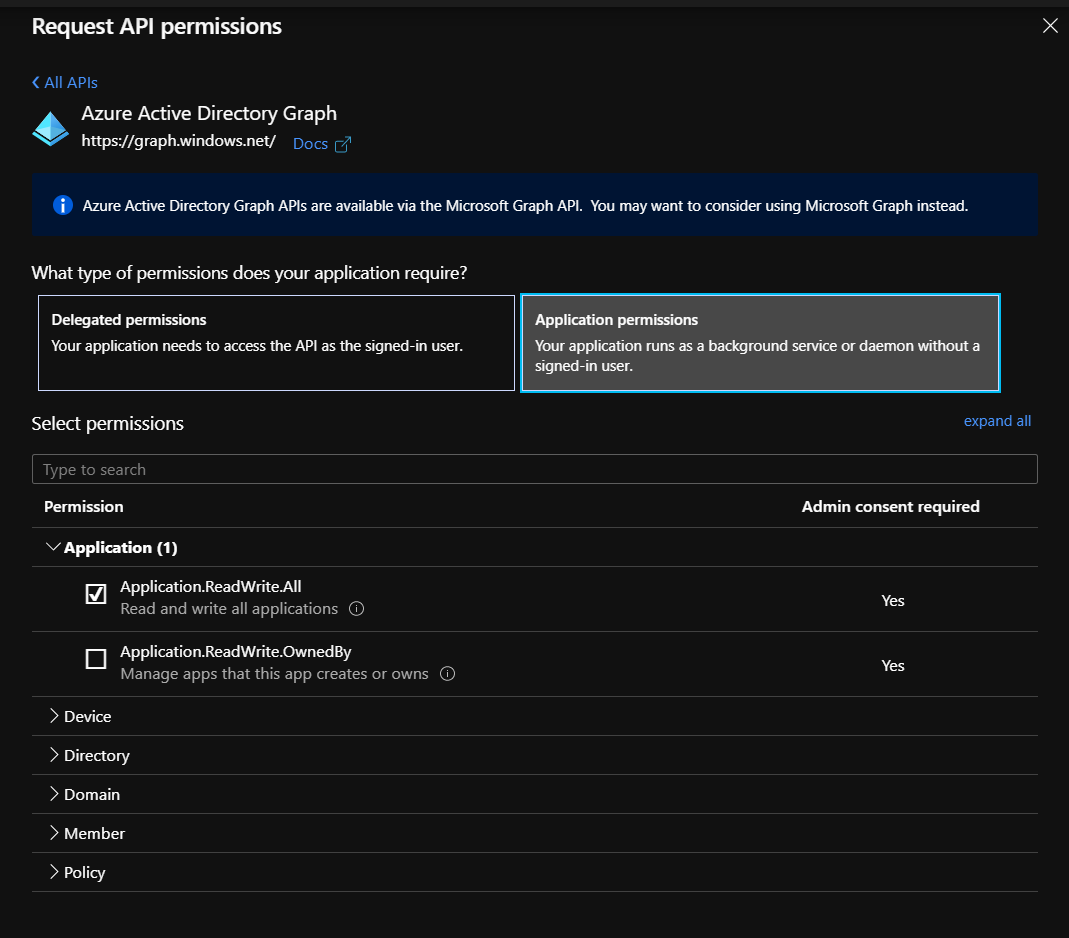 Request API permissions
All APIs
Azure Active Directory Graph
https://graph.windows.net/ Docs
Azure Active Directory Graph APIs are available via the Microsoft Graph API.  You may want to consider using Microsoft Graph instead.
What type of permissions does your application require?
Delegated permissions
Your application needs to access the API as the signed-in user.
Application permissions
Your application runs as a background service or daemon without a
signed-in user.
Select permissions
expand all
Type to search
Permission
Admin consent required
Application (1)
Application.ReadWrite.All
Read and write all applications
Yes
Application.ReadWrite.OwnedBy
Manage apps that this app creates or owns
Yes
Device
Directory
Domain
Member
Policy